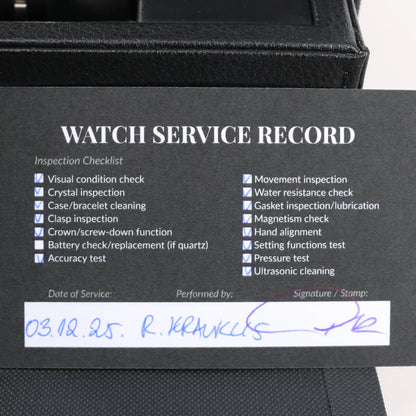 WATCH SERVICE RECORD
Inspection Checklist
Visual condition check
Crystal inspection
Case/bracelet cleaning
Clasp inspection
Crown/screw-down function
Battery check/replacement (if quartz)
Accuracy test
Movement inspection
Water resistance check
Gasket inspection/lubrication
Magnetism check
Hand alignment
Setting functions test
Pressure test
Ultrasonic cleaning
Date of Service: Performed by: Signature / Stamp:
03.12.25. R. KRAUKLIS